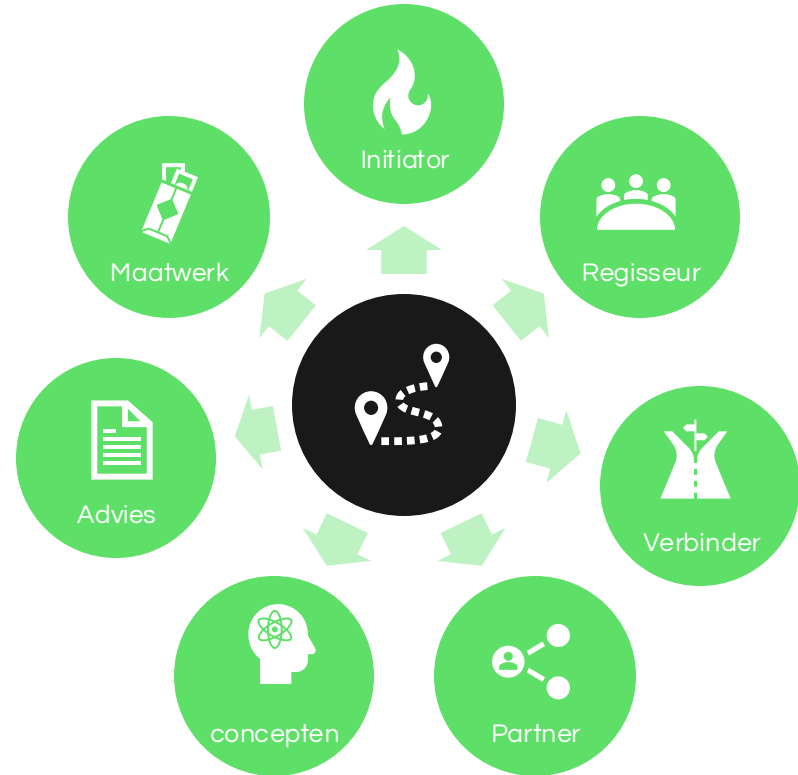 Initiator
Regisseur
Verbinder
Partner
concepten
Advies
Maatwerk